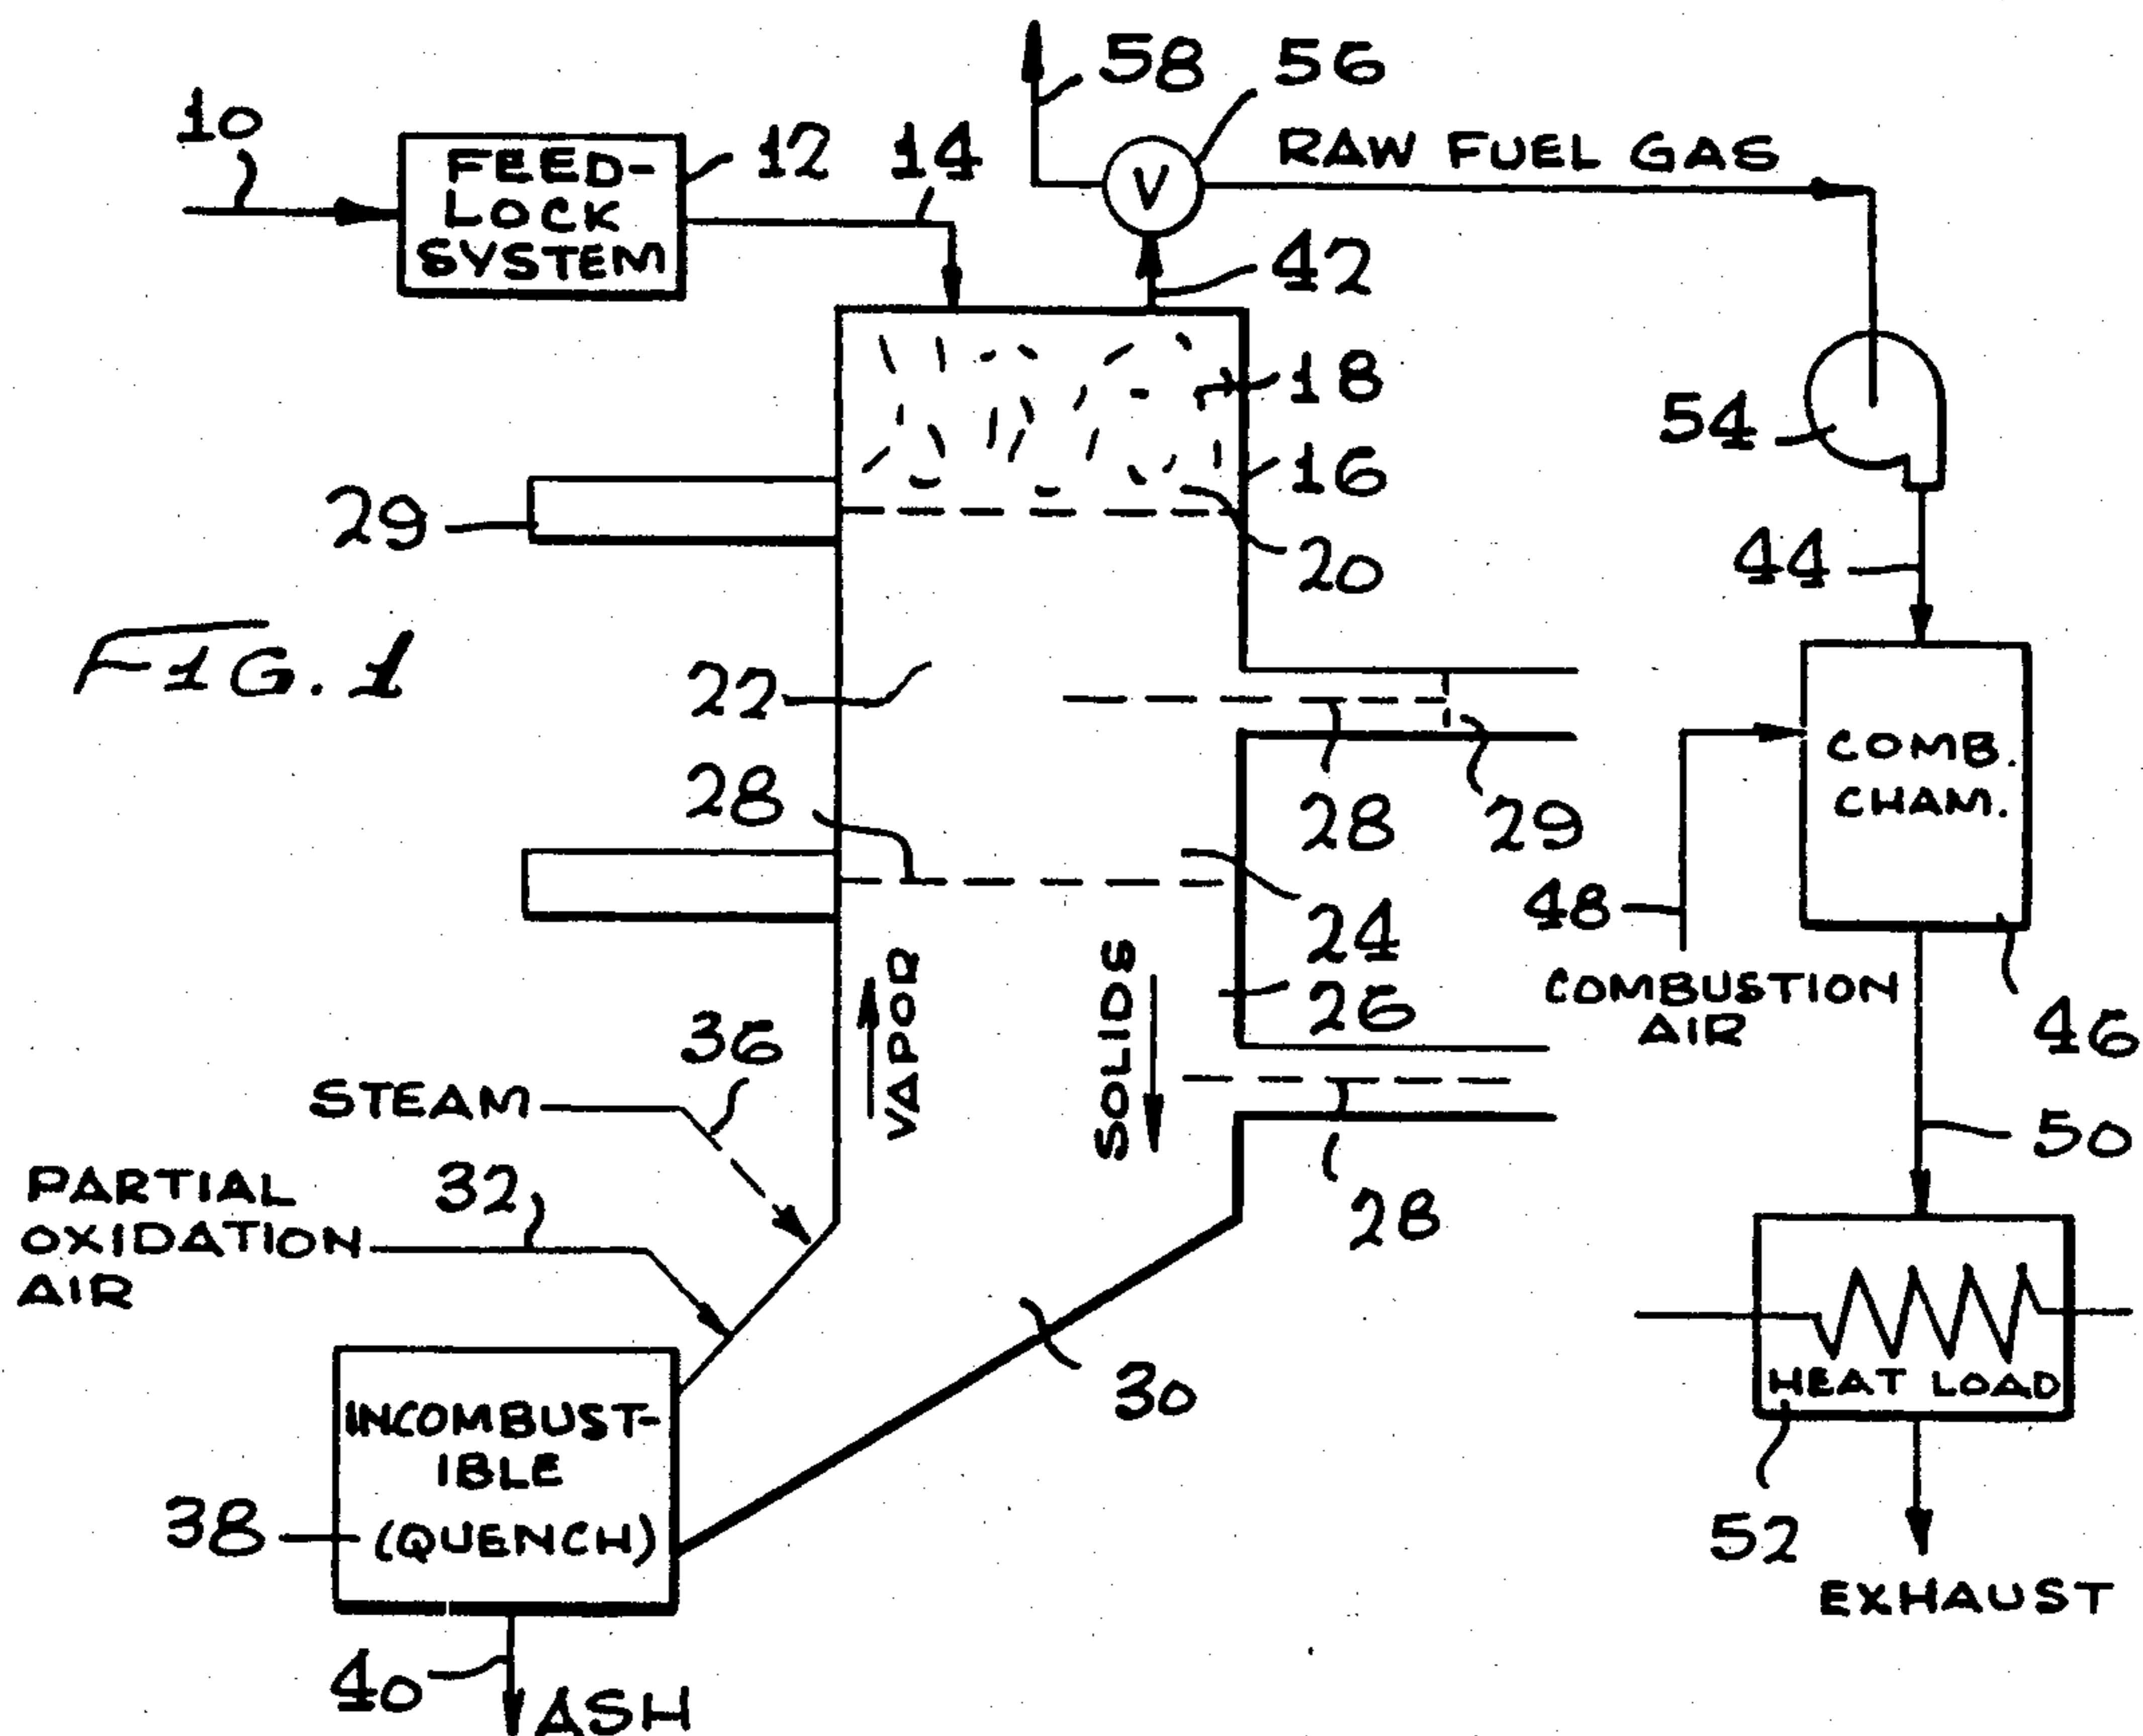 58
56
10
FEED-
LOCK
SYSTEM
12
14
RAW FUEL GAS
V
42
18
16
54
29
20
44
FIG. 1
22
28
28
29
COMB.
CHAM.
24
48
26
COMBUSTION
AIR
46
VAPOR
SOLIDS
36
STEAM
50
PARTIAL
OXIDATION
AIR
32
28
30
HEAT LOAD
INCOMBUST-
IBLE
(QUENCH)
38
52
EXHAUST
40
ASH